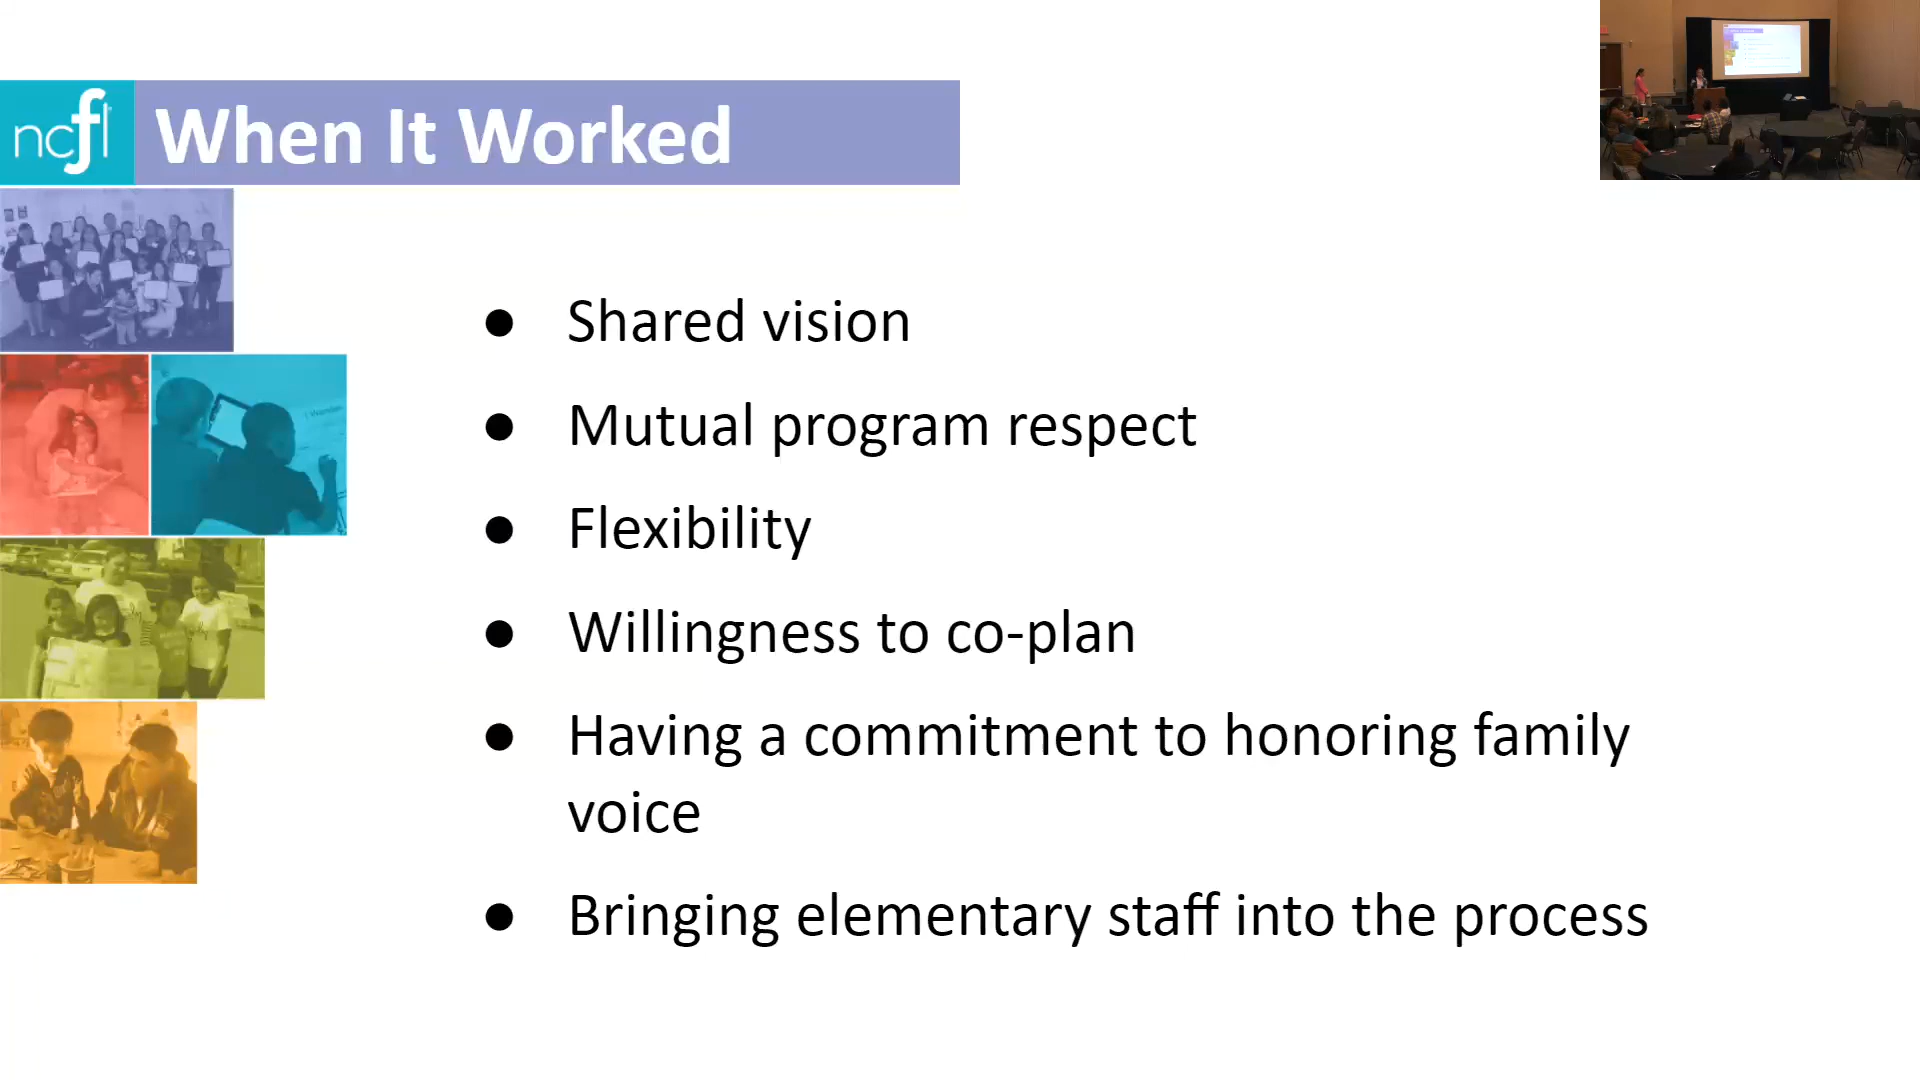 ncfl
When It Worked
● Shared vision
● Mutual program respect
● Flexibility
● Willingness to co-plan
● Having a commitment to honoring family
voice
● Bringing elementary staff into the process